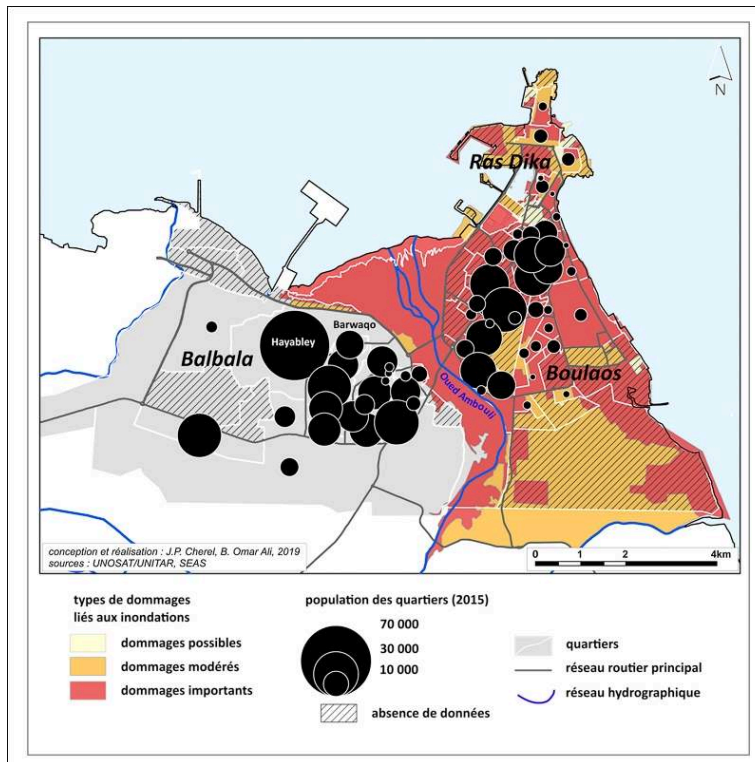 N
Ras Dika
Barwaqo
Hayabley
Balbala
Boulaos
Oued Ambouli
conception et réalisation : J.P. Cherel, B. Omar Ali, 2019
sources : UNOSAT/UNITAR, SEAS
0 1 2 4km
types de dommages
liés aux inondations
dommages possibles
dommages modérés
dommages importants
population des quartiers (2015)
70 000
30 000
10 000
absence de données
quartiers
réseau routier principal
réseau hydrographique